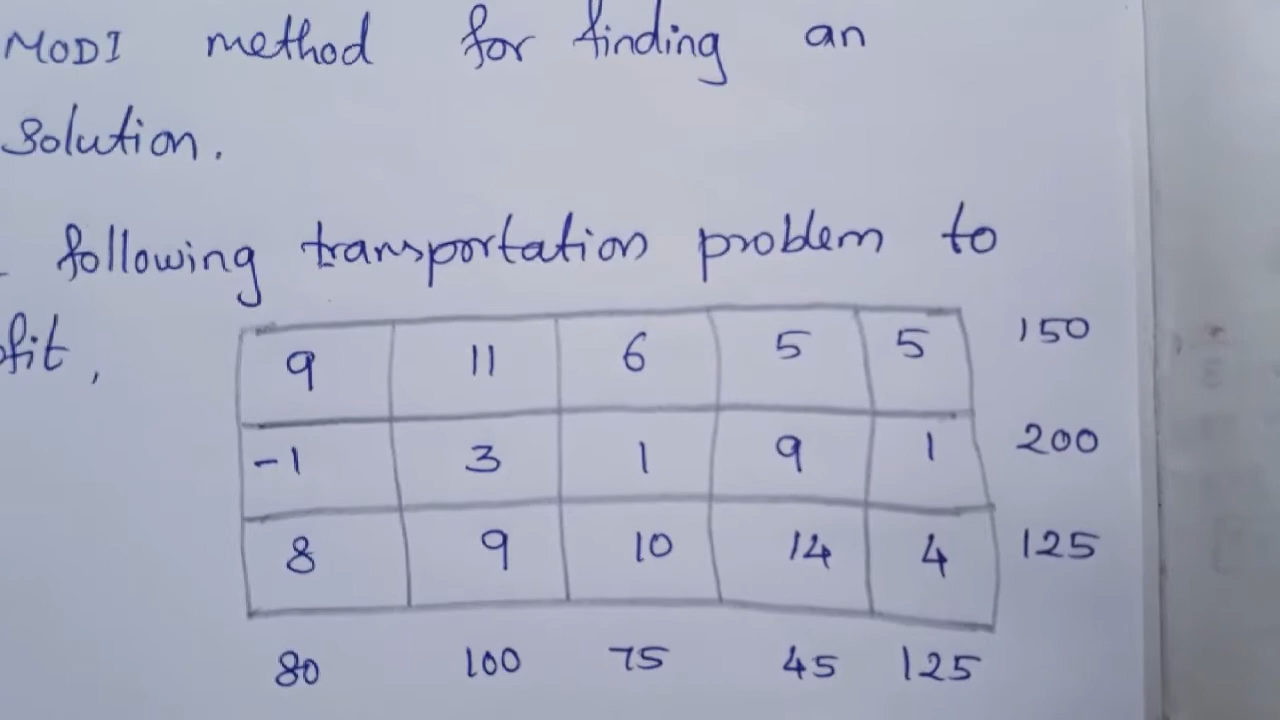 MODI method for finding an
solution.
following transportation problem to
fit,
9 11 6 5 5 150
-1 3 1 9 1 200
8 9 10 14 4 125
80 100 75 45 125